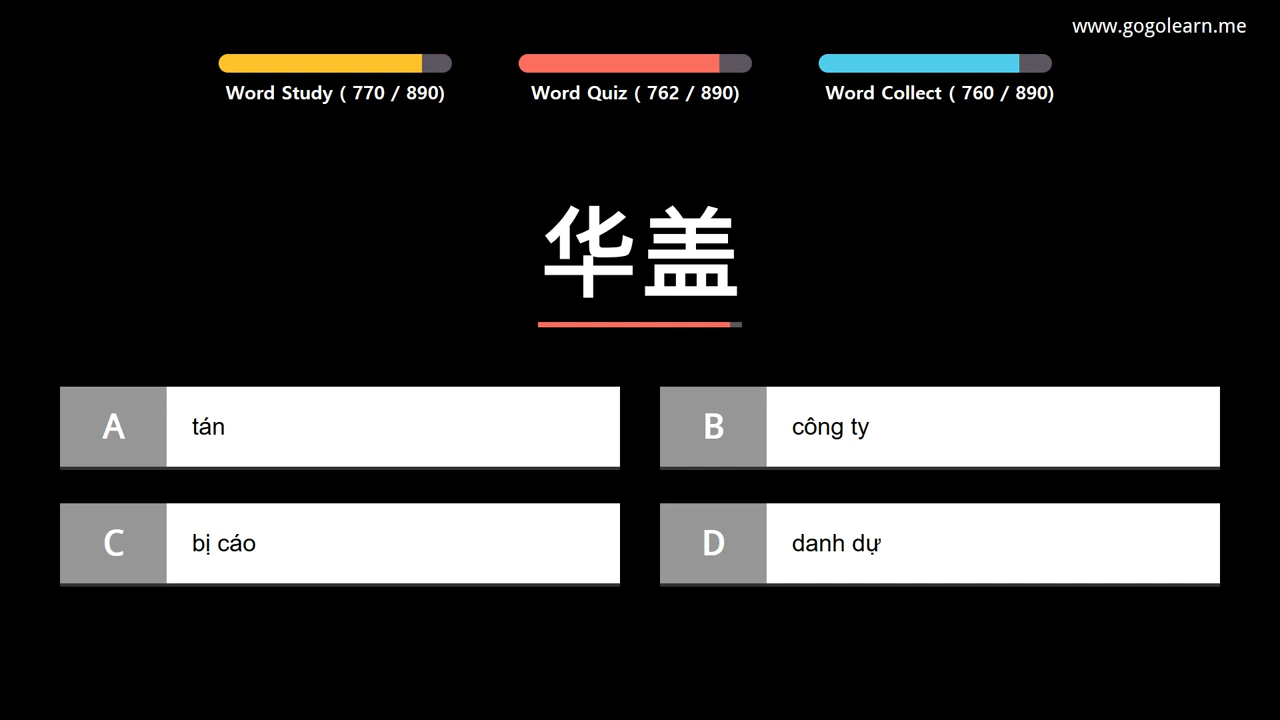 www.gogolearn.me
Word Study ( 770 / 890)
Word Quiz ( 762 / 890)
Word Collect ( 760 / 890)
华盖
A tán
B công ty
C bị cáo
D danh dự